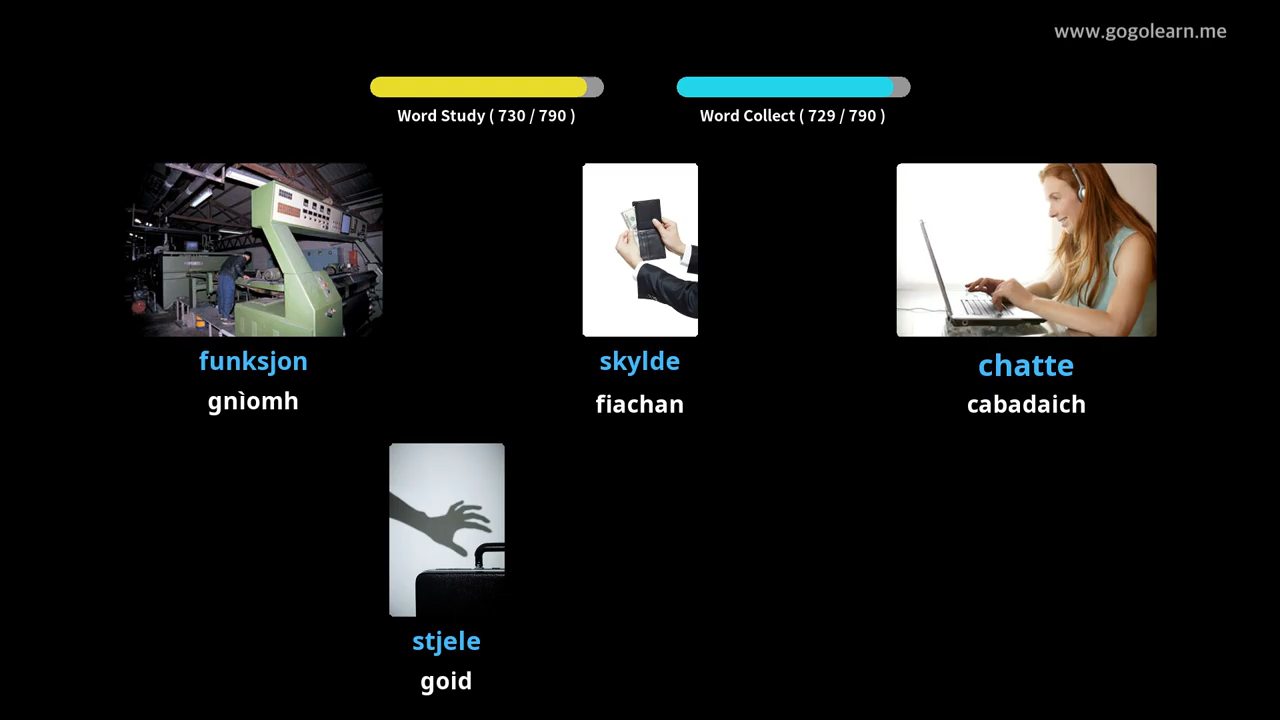 www.gogolearn.me
Word Study ( 730 / 790 )
Word Collect ( 729 / 790 )
funksjon
gnìomh
skylde
fiachan
chatte
cabadaich
stjele
goid